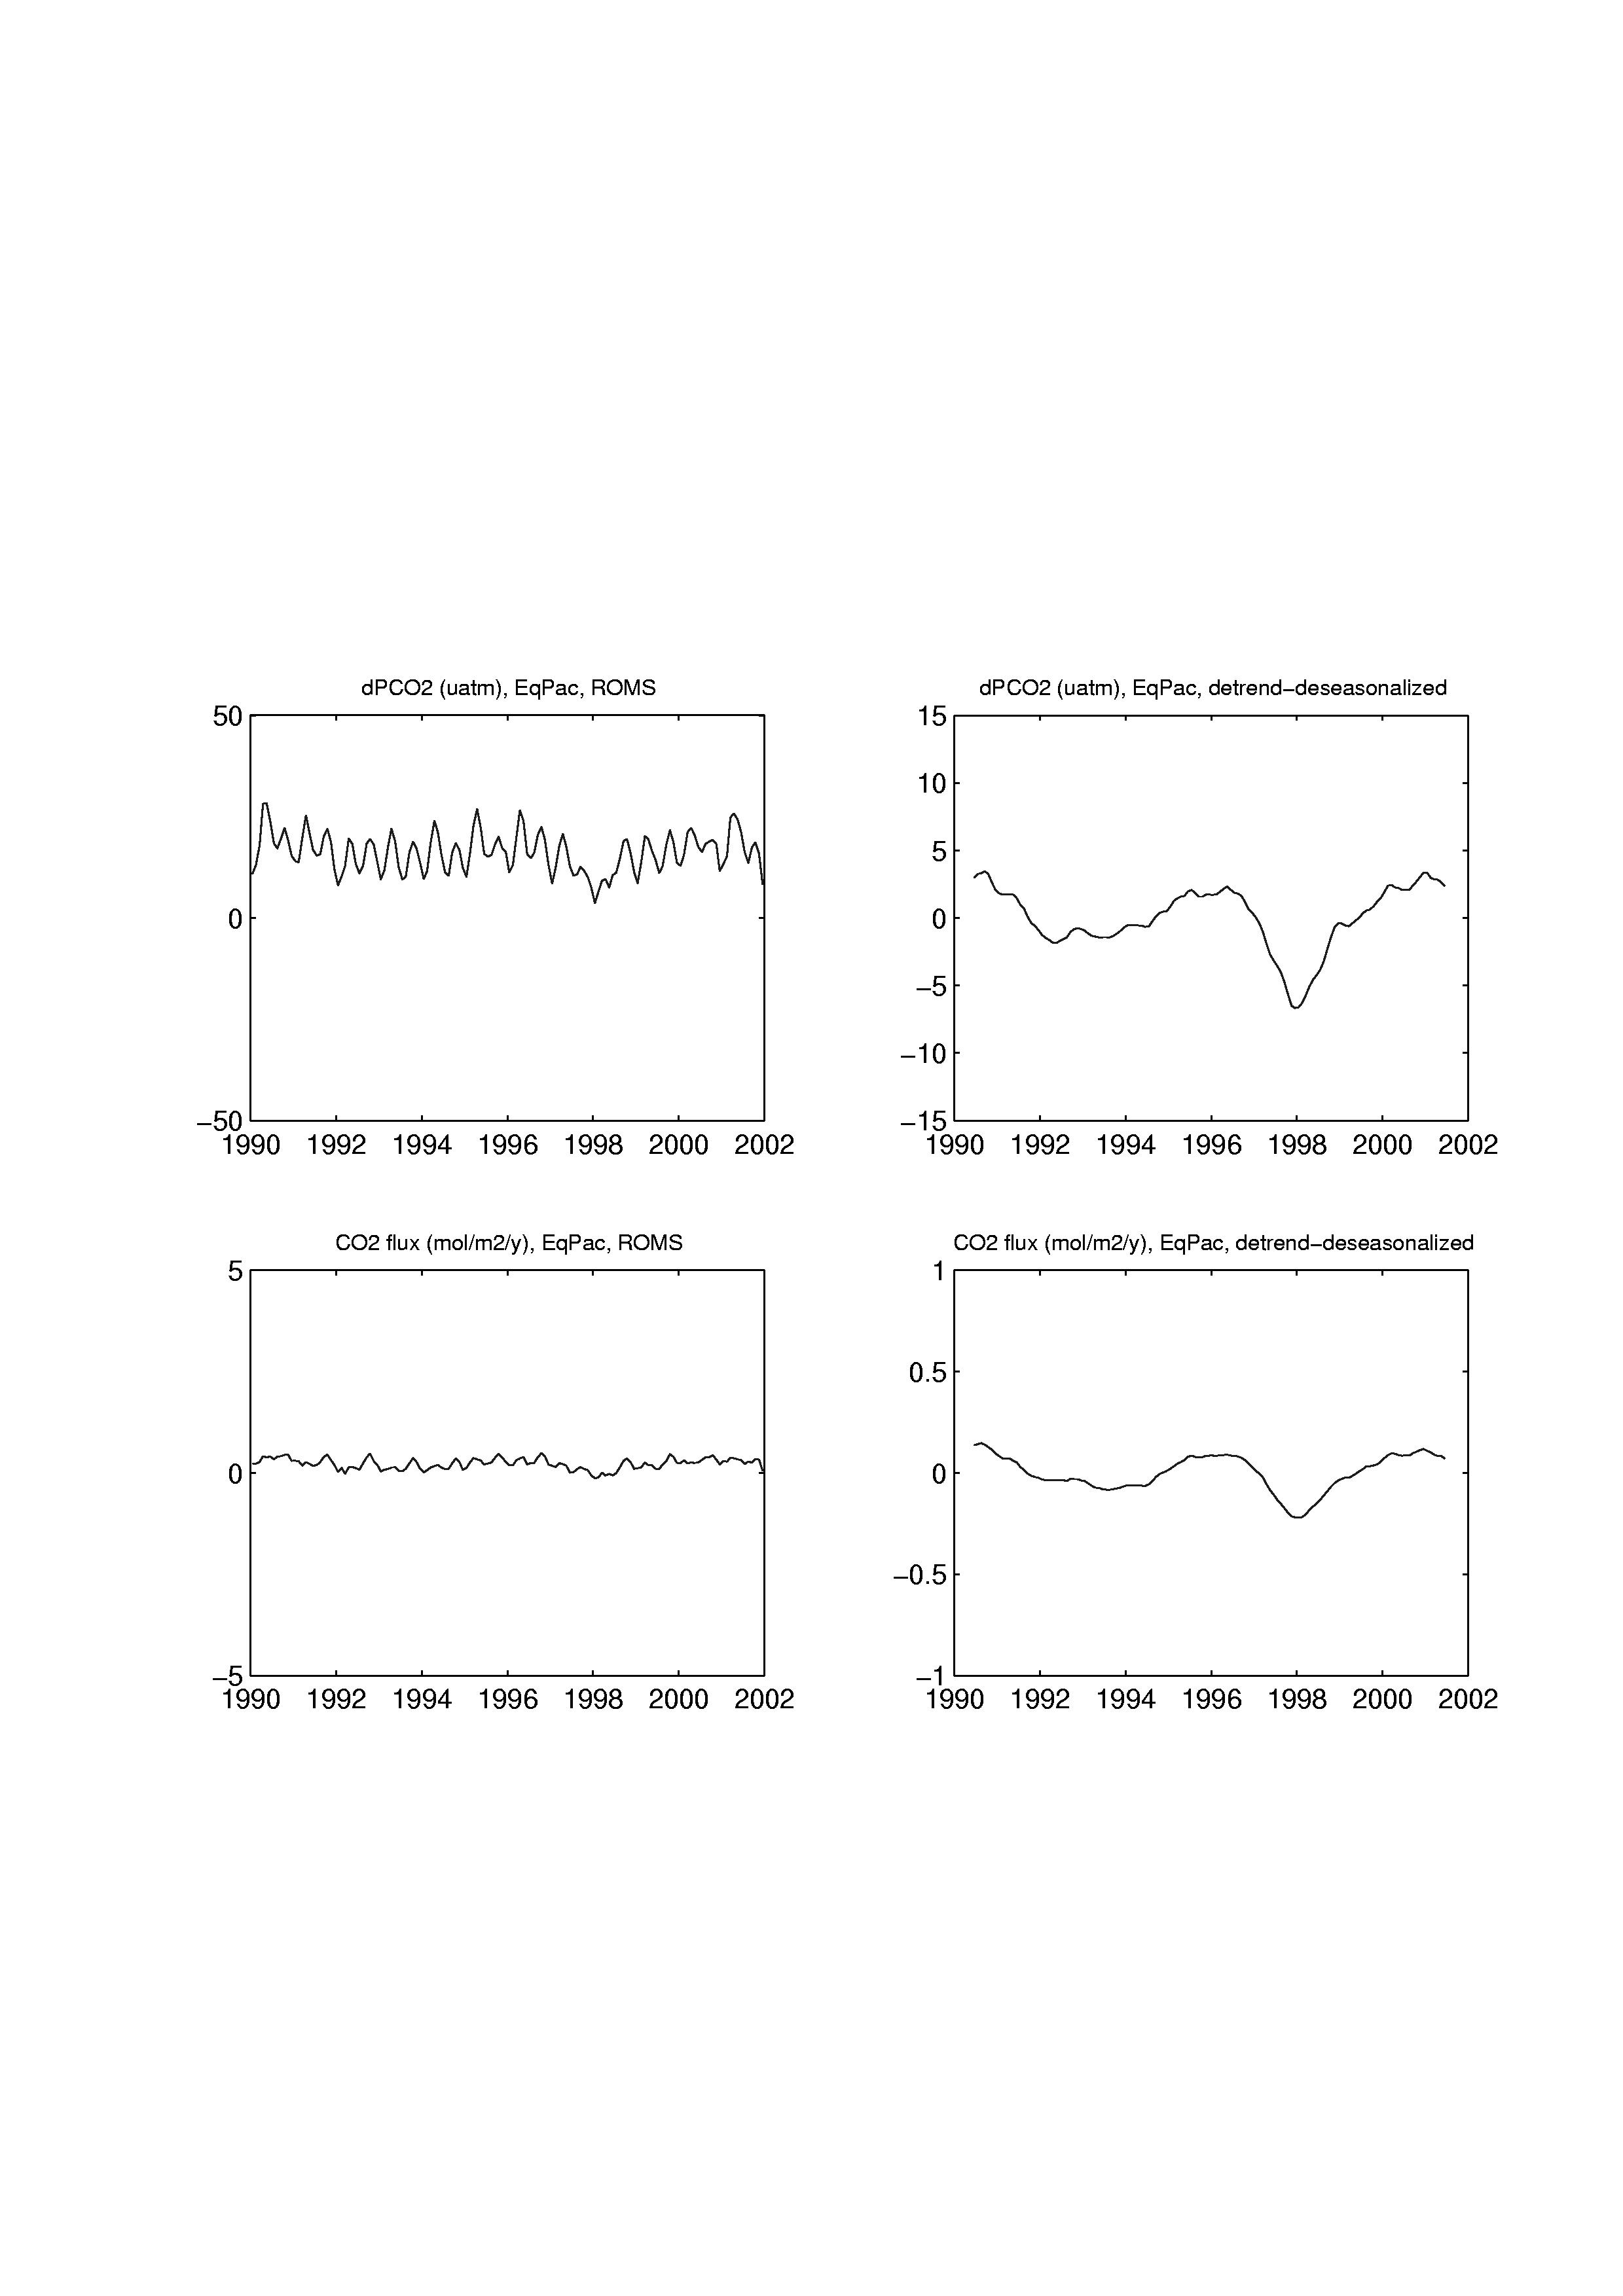 dPCO2 (uatm), EqPac, ROMS
50
0
−50
1990 1992 1994 1996 1998 2000 2002
dPCO2 (uatm), EqPac, detrend−deseasonalized
15
10
5
0
−5
−10
−15
1990 1992 1994 1996 1998 2000 2002
CO2 flux (mol/m2/y), EqPac, ROMS
5
0
−5
1990 1992 1994 1996 1998 2000 2002
CO2 flux (mol/m2/y), EqPac, detrend−deseasonalized
1
0.5
0
−0.5
−1
1990 1992 1994 1996 1998 2000 2002